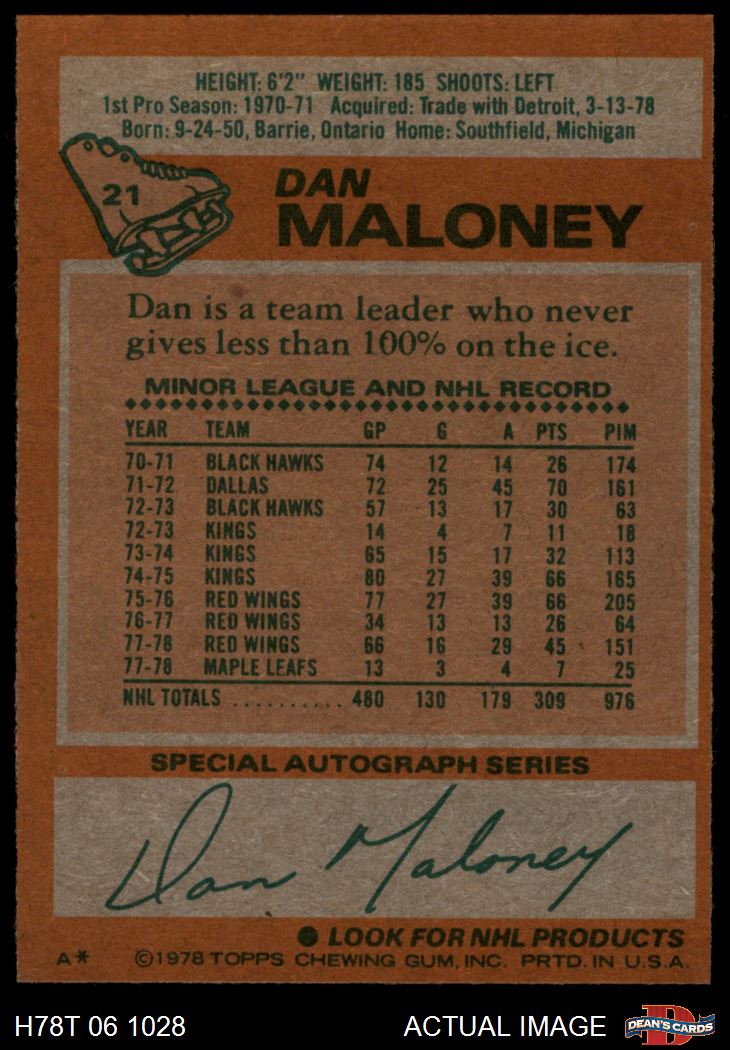 HEIGHT: 6'2" WEIGHT: 185 SHOOTS: LEFT
1st Pro Season: 1970-71 Acquired: Trade with Detroit, 3-13-78
Born: 9-24-50, Barrie, Ontario Home: Southfield, Michigan
21
DAN
MALONEY
Dan is a team leader who never
gives less than 100% on the ice.
MINOR LEAGUE AND NHL RECORD
YEAR TEAM GP G A PTS PIM
70-71 BLACK HAWKS 74 12 14 26 174
71-72 DALLAS 72 25 45 70 161
72-73 BLACK HAWKS 57 13 17 30 63
72-73 KINGS 14 4 7 11 18
73-74 KINGS 65 15 17 32 113
74-75 KINGS 80 27 39 66 165
75-76 RED WINGS 77 27 39 66 205
76-77 RED WINGS 34 13 13 26 64
77-78 RED WINGS 66 16 29 45 151
77-78 MAPLE LEAFS 13 3 4 7 25
NHL TOTALS .......... 480 130 179 309 976
SPECIAL AUTOGRAPH SERIES
Dan Maloney
● LOOK FOR NHL PRODUCTS
A* ©1978 TOPPS CHEWING GUM, INC. PRTD. IN U.S.A.
H78T 06 1028 ACTUAL IMAGE D DEAN'S CARDS